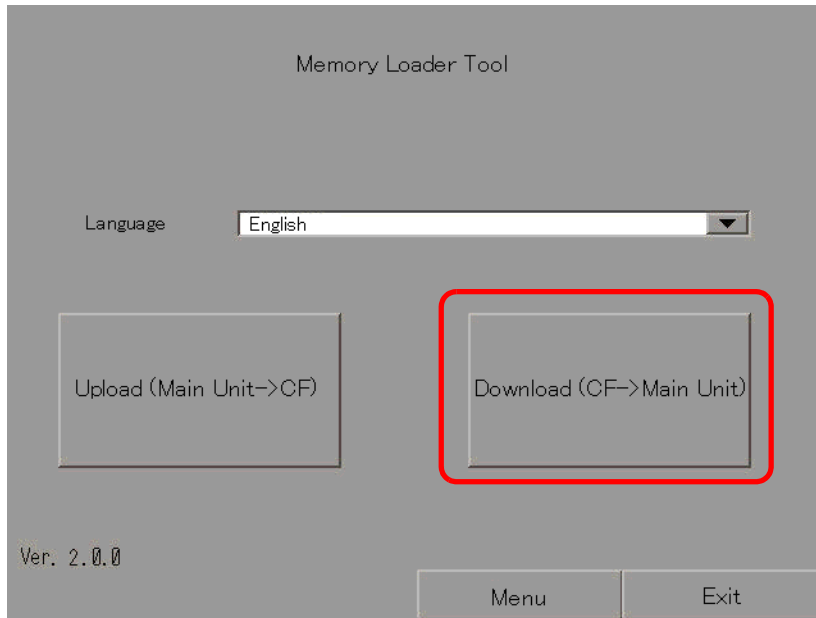 Memory Loader Tool
Language English
Upload (Main Unit->CF) Download (CF->Main Unit)
Ver. 2.0.0
Menu Exit